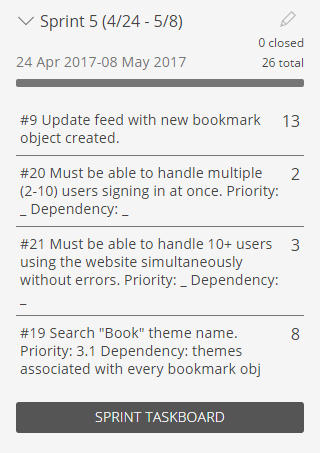 Sprint 5 (4/24 - 5/8)
0 closed
24 Apr 2017-08 May 2017
26 total
#9 Update feed with new bookmark 13
object created.
#20 Must be able to handle multiple 2
(2-10) users signing in at once. Priority:
_ Dependency: _
#21 Must be able to handle 10+ users 3
using the website simultaneously
without errors. Priority: _ Dependency:
_
#19 Search "Book" theme name. 8
Priority: 3.1 Dependency: themes
associated with every bookmark obj
SPRINT TASKBOARD